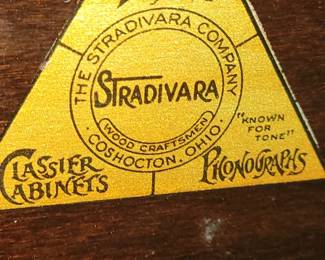 THE STRADIVARA COMPANY
STRADIVARA
WOOD CRAFTSMEN
· COSHOCTON, OHIO ·
"KNOWN
FOR
TONE"
CLASSIER
CABINETS
PHONOGRAPHS